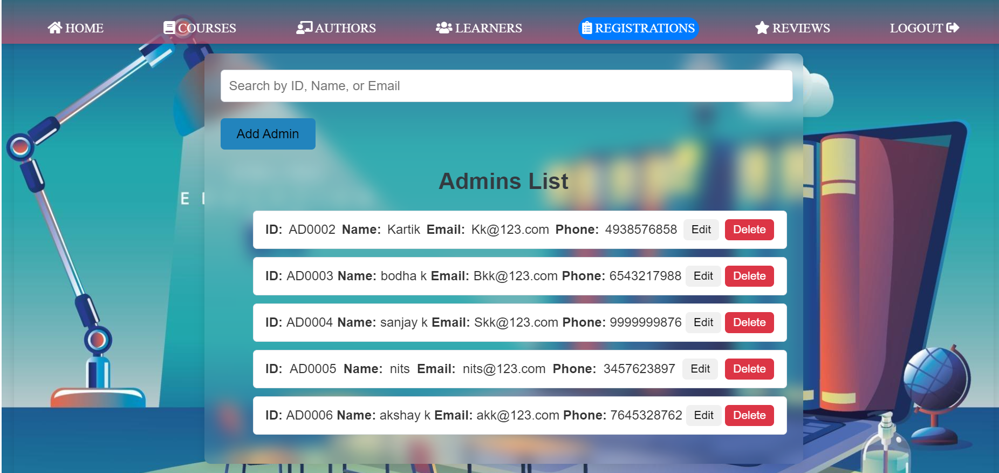 HOME COURSES AUTHORS LEARNERS REGISTRATIONS REVIEWS LOGOUT
Search by ID, Name, or Email
Add Admin
Admins List
E
ID: AD0002 Name: Kartik Email: Kk@123.com Phone: 4938576858 Edit Delete
ID: AD0003 Name: bodha k Email: Bkk@123.com Phone: 6543217988 Edit Delete
ID: AD0004 Name: sanjay k Email: Skk@123.com Phone: 9999999876 Edit Delete
ID: AD0005 Name: nits Email: nits@123.com Phone: 3457623897 Edit Delete
ID: AD0006 Name: akshay k Email: akk@123.com Phone: 7645328762 Edit Delete